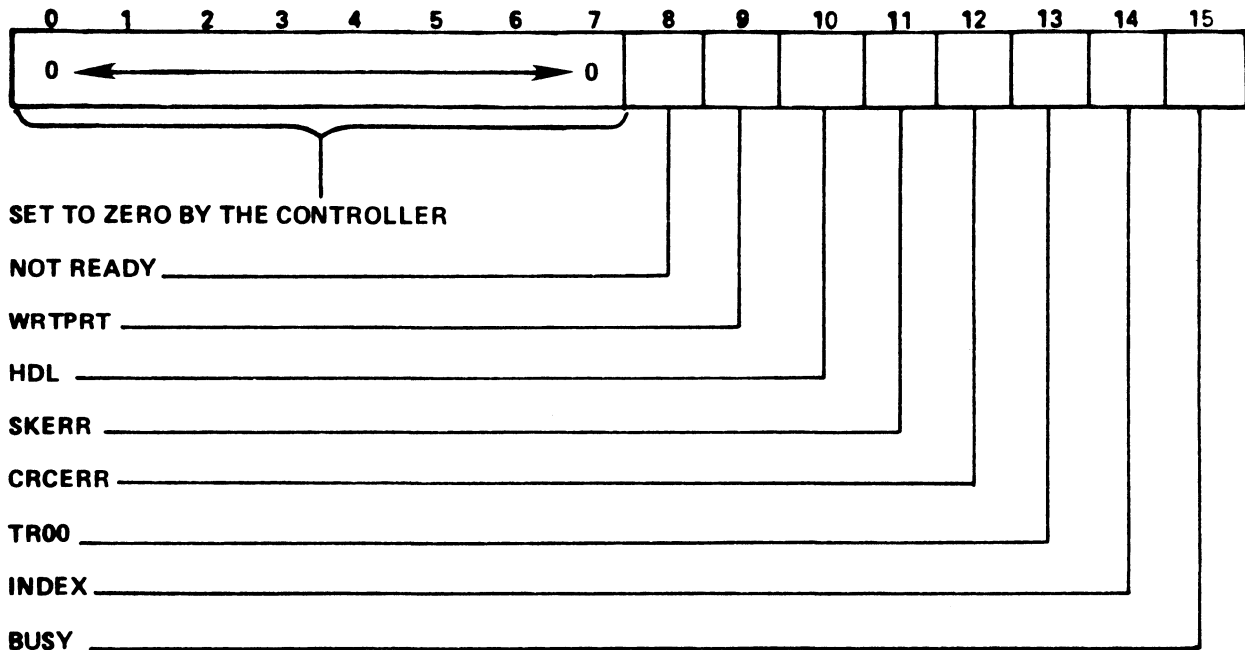 0 1 2 3 4 5 6 7 8 9 10 11 12 13 14 15
0 0
SET TO ZERO BY THE CONTROLLER
NOT READY
WRTPRT
HDL
SKERR
CRCERR
TR00
INDEX
BUSY